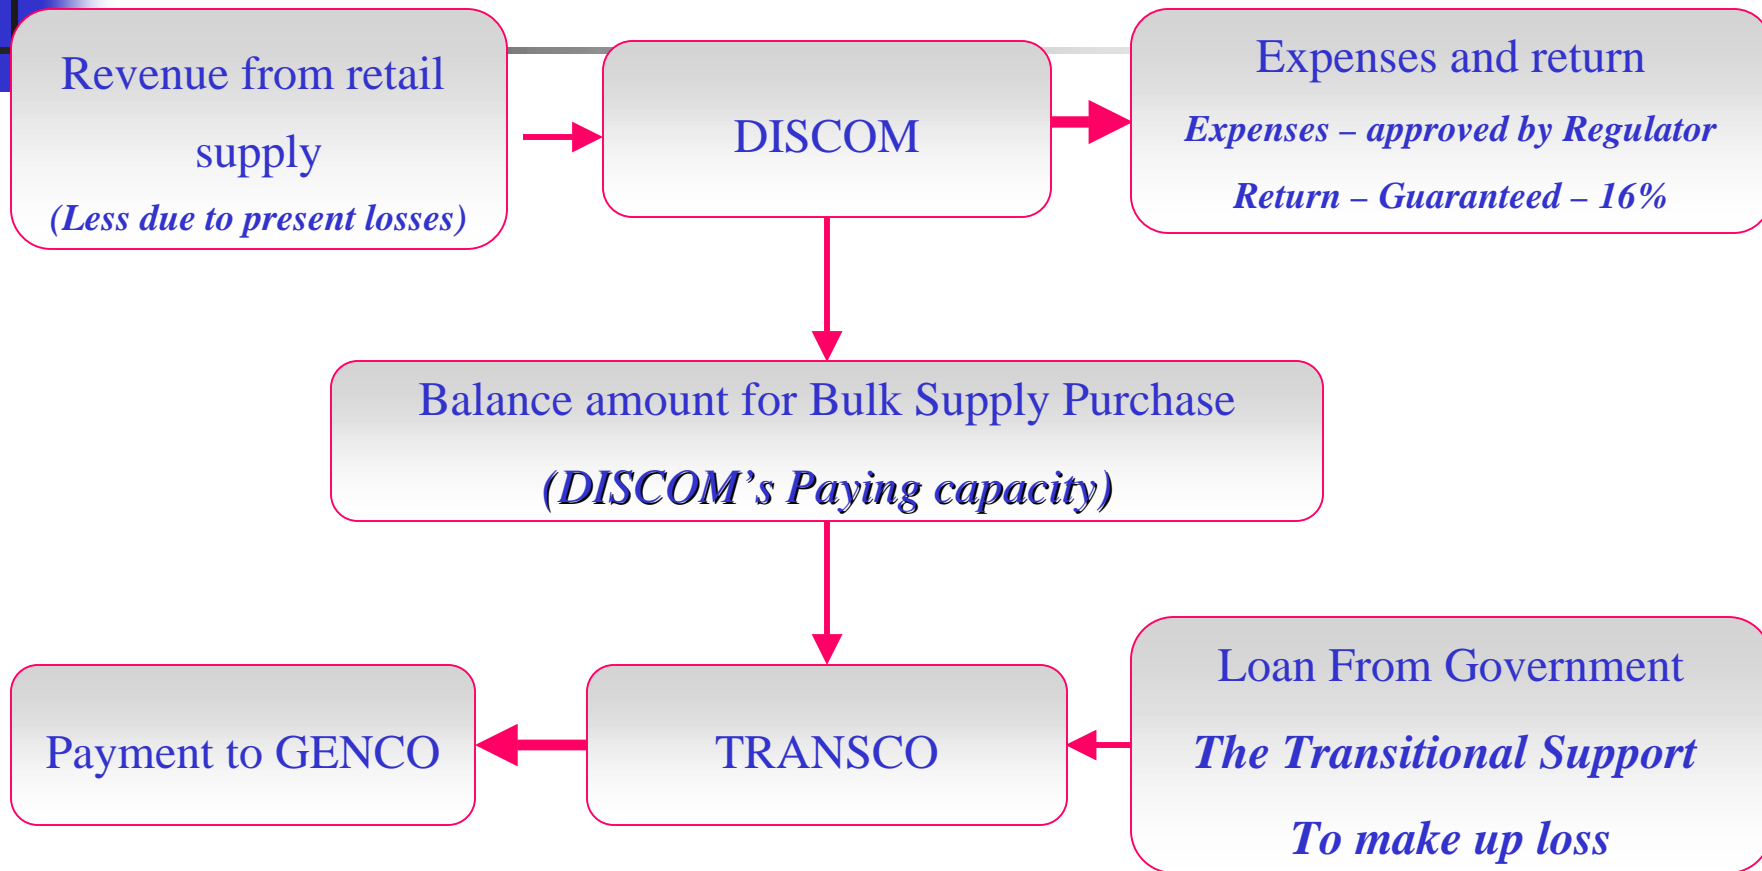 Revenue from retail
supply
(Less due to present losses)
DISCOM
Expenses and return
Expenses – approved by Regulator
Return – Guaranteed – 16%
Balance amount for Bulk Supply Purchase
(DISCOM’s Paying capacity)
Payment to GENCO
TRANSCO
Loan From Government
The Transitional Support
To make up loss